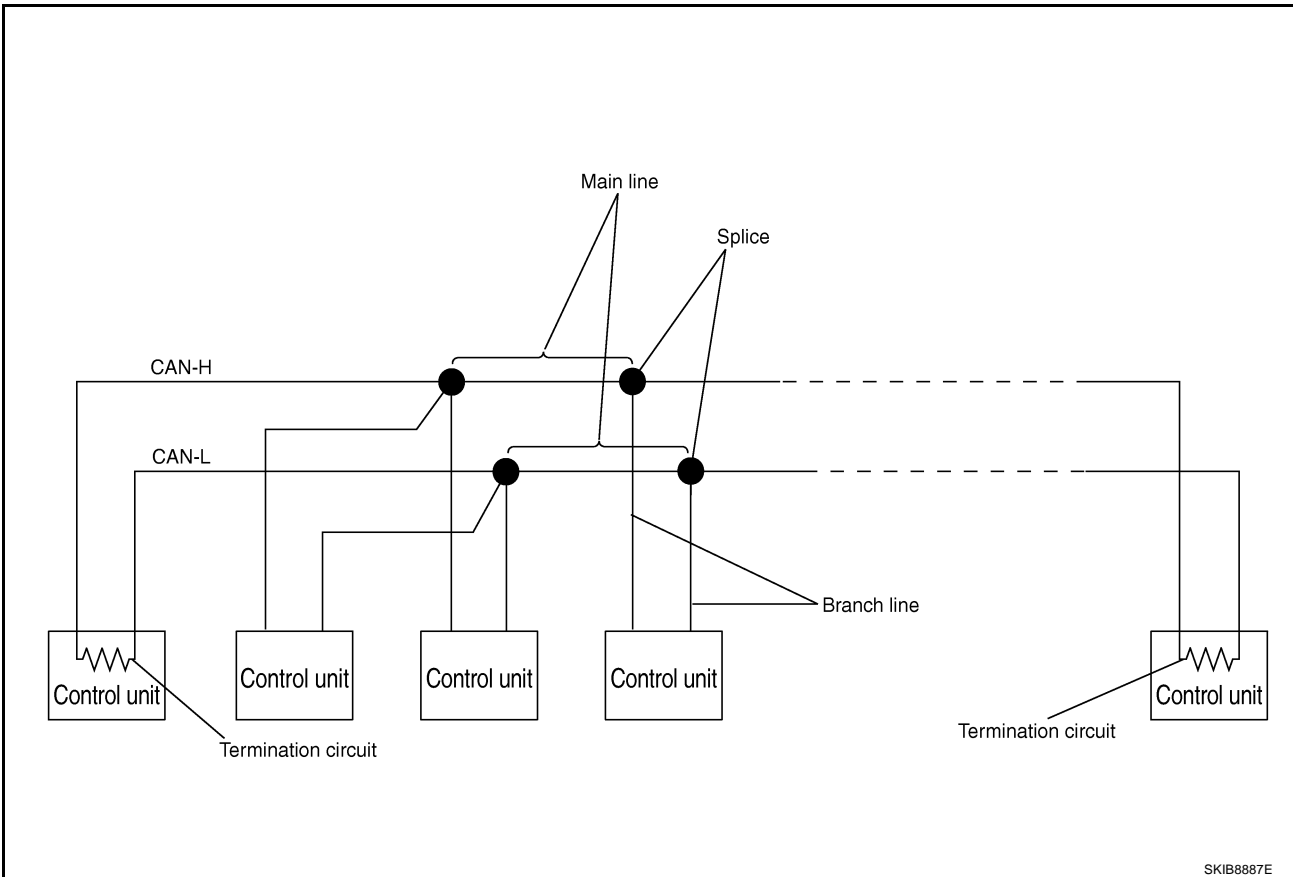 Main line
Splice
CAN-H
CAN-L
Branch line
Control unit
Control unit
Control unit
Control unit
Control unit
Termination circuit
Termination circuit
SKIB8887E